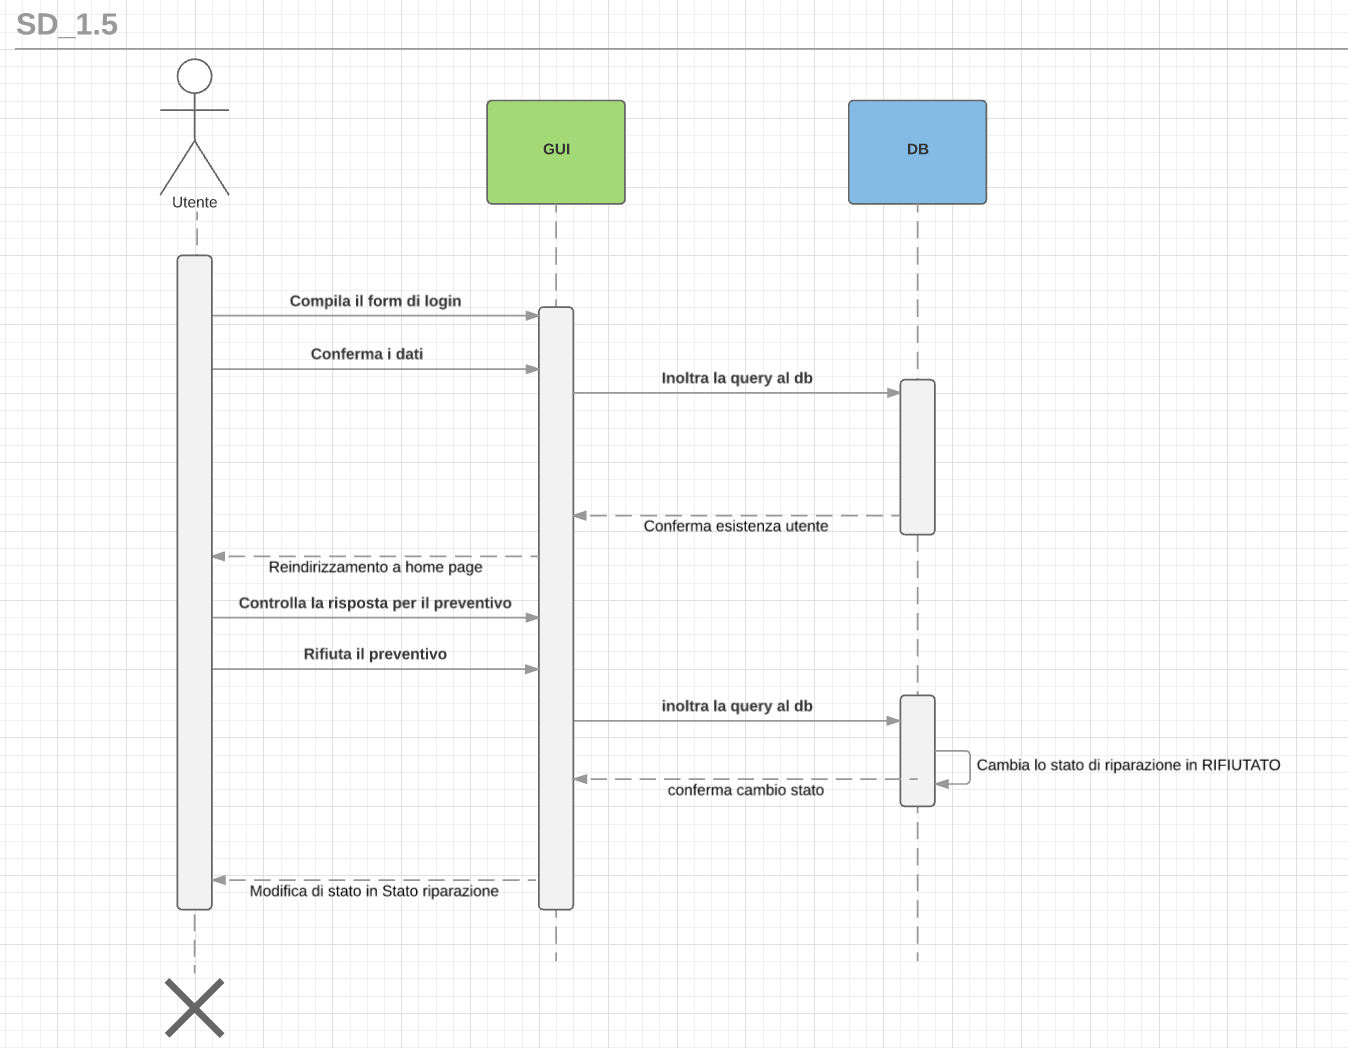 SD_1.5
Utente
GUI
DB
Compila il form di login
Conferma i dati
Inoltra la query al db
Conferma esistenza utente
Reindirizzamento a home page
Controlla la risposta per il preventivo
Rifiuta il preventivo
inoltra la query al db
Cambia lo stato di riparazione in RIFIUTATO
conferma cambio stato
Modifica di stato in Stato riparazione